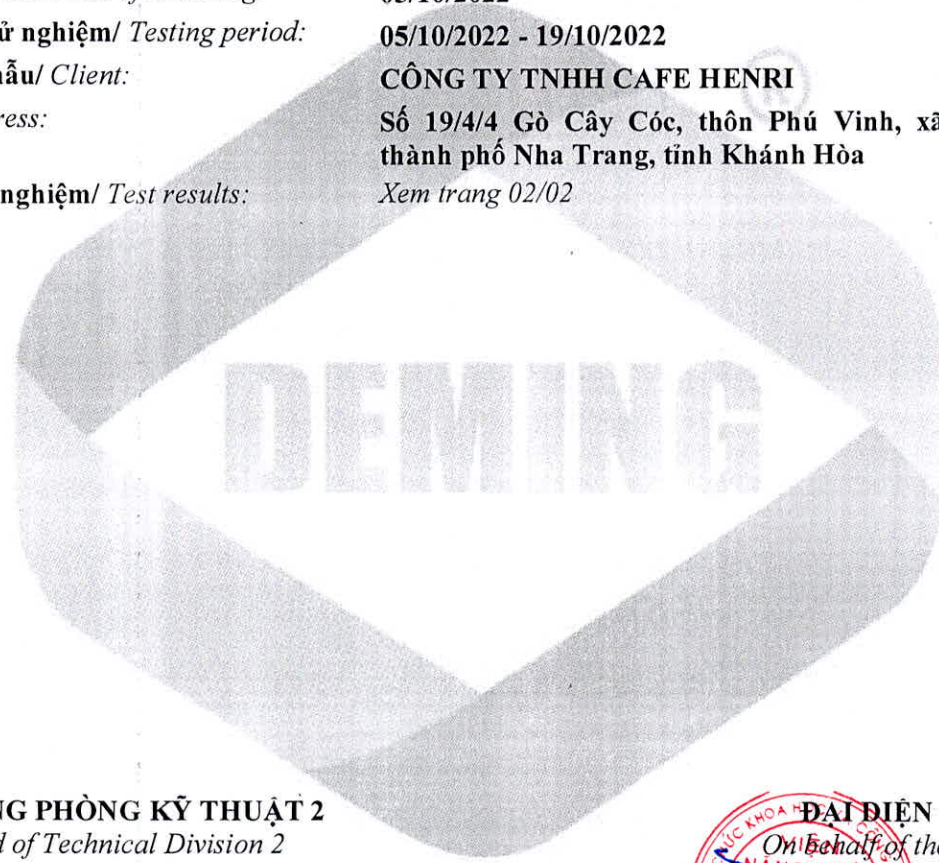 ử nghiệm/ Testing period: 05/10/2022 - 19/10/2022
ẫu/ Client: CÔNG TY TNHH CAFE HENRI
ress: Số 19/4/4 Gò Cây Cóc, thôn Phú Vinh, xã
thành phố Nha Trang, tỉnh Khánh Hòa
nghiệm/ Test results: Xem trang 02/02
®
DEMING
NG PHÒNG KỸ THUẬT 2
d of Technical Division 2
ĐẠI DIỆN
On behalf of the
KHOA H
VIỆN